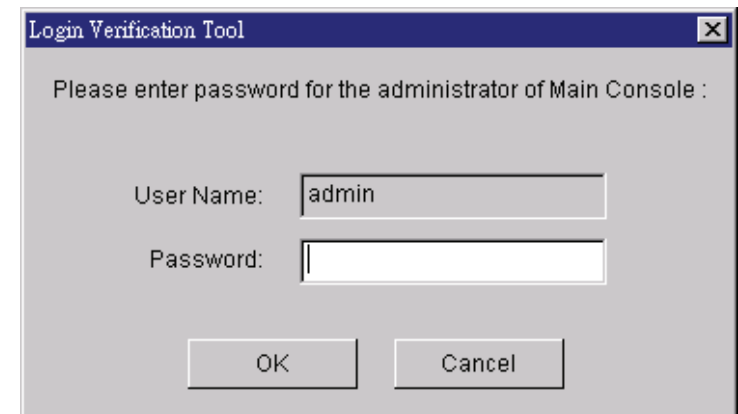 Login Verification Tool
Please enter password for the administrator of Main Console :
User Name: admin
Password:
OK Cancel